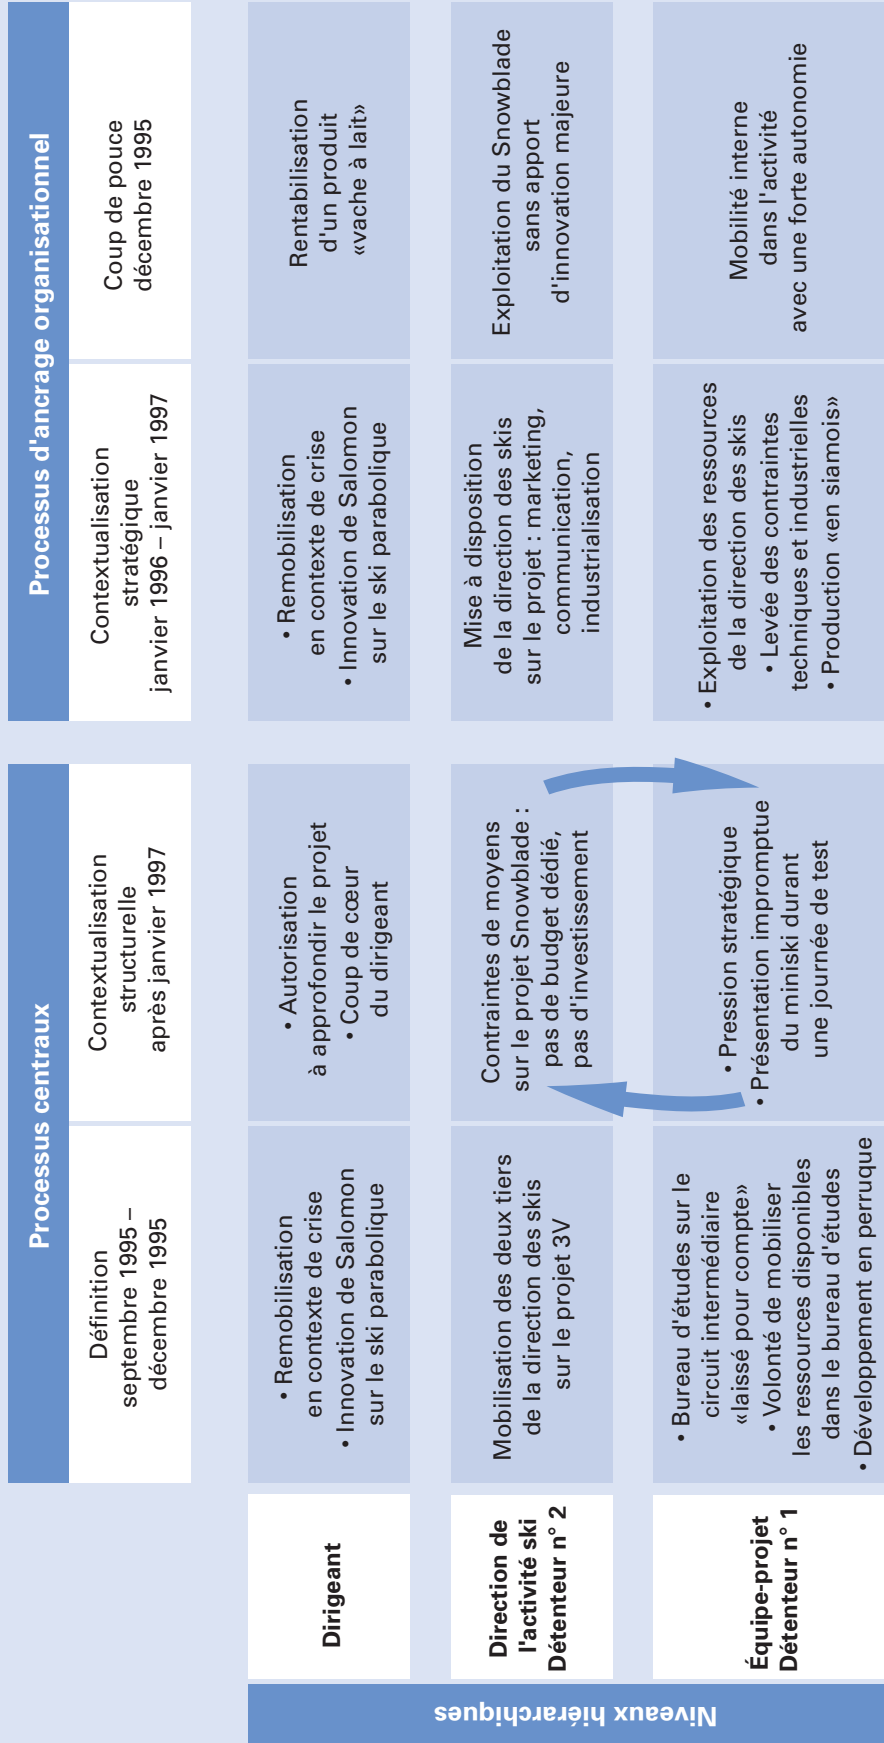 Processus centraux
Processus d'ancrage organisationnel
Définition
septembre 1995 –
décembre 1995
Contextualisation
structurelle
après janvier 1997
Contextualisation
stratégique
janvier 1996 – janvier 1997
Coup de pouce
décembre 1995
Niveaux hiérarchiques
Dirigeant
• Remobilisation
en contexte de crise
• Innovation de Salomon
sur le ski parabolique
• Autorisation
à approfondir le projet
• Coup de cœur
du dirigeant
• Remobilisation
en contexte de crise
• Innovation de Salomon
sur le ski parabolique
Rentabilisation
d'un produit
«vache à lait»
Direction de
l'activité ski
Détenteur n° 2
Mobilisation des deux tiers
de la direction des skis
sur le projet 3V
Contraintes de moyens
sur le projet Snowblade :
pas de budget dédié,
pas d'investissement
Mise à disposition
de la direction des skis
sur le projet : marketing,
communication,
industrialisation
Exploitation du Snowblade
sans apport
d'innovation majeure
Équipe-projet
Détenteur n° 1
• Bureau d'études sur le
circuit intermédiaire
«laissé pour compte»
• Volonté de mobiliser
les ressources disponibles
dans le bureau d'études
• Développement en perruque
• Pression stratégique
• Présentation impromptue
du miniski durant
une journée de test
• Exploitation des ressources
de la direction des skis
• Levée des contraintes
techniques et industrielles
• Production «en siamois»
Mobilité interne
dans l'activité
avec une forte autonomie